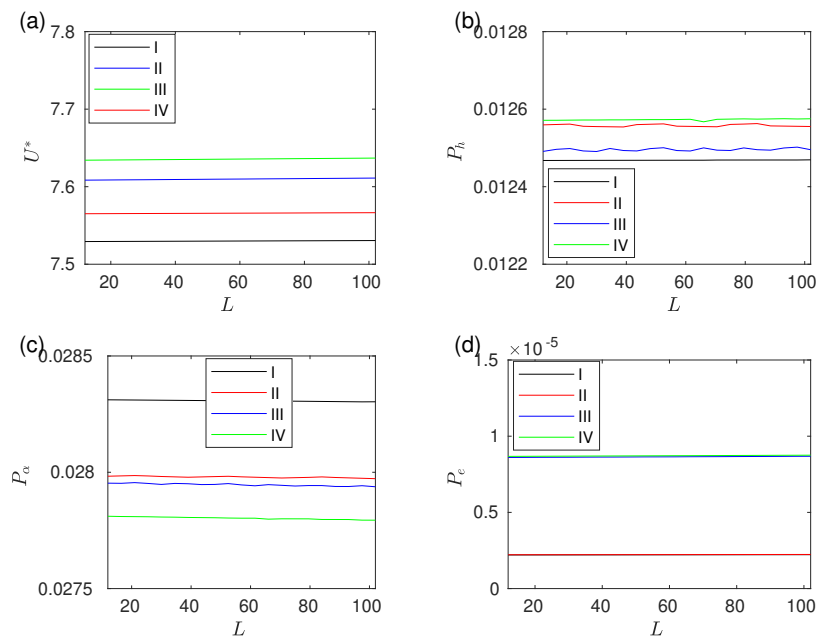 (a)
7.8
7.7
7.6
7.5
U*
I
II
III
IV
20 40 60 80 100
L
(b)
0.0128
0.0126
0.0124
0.0122
P_h
I
II
III
IV
20 40 60 80 100
L
(c)
0.0285
0.028
0.0275
P_α
I
II
III
IV
20 40 60 80 100
L
(d)
× 10^-5
1.5
1
0.5
0
P_e
I
II
III
IV
20 40 60 80 100
L